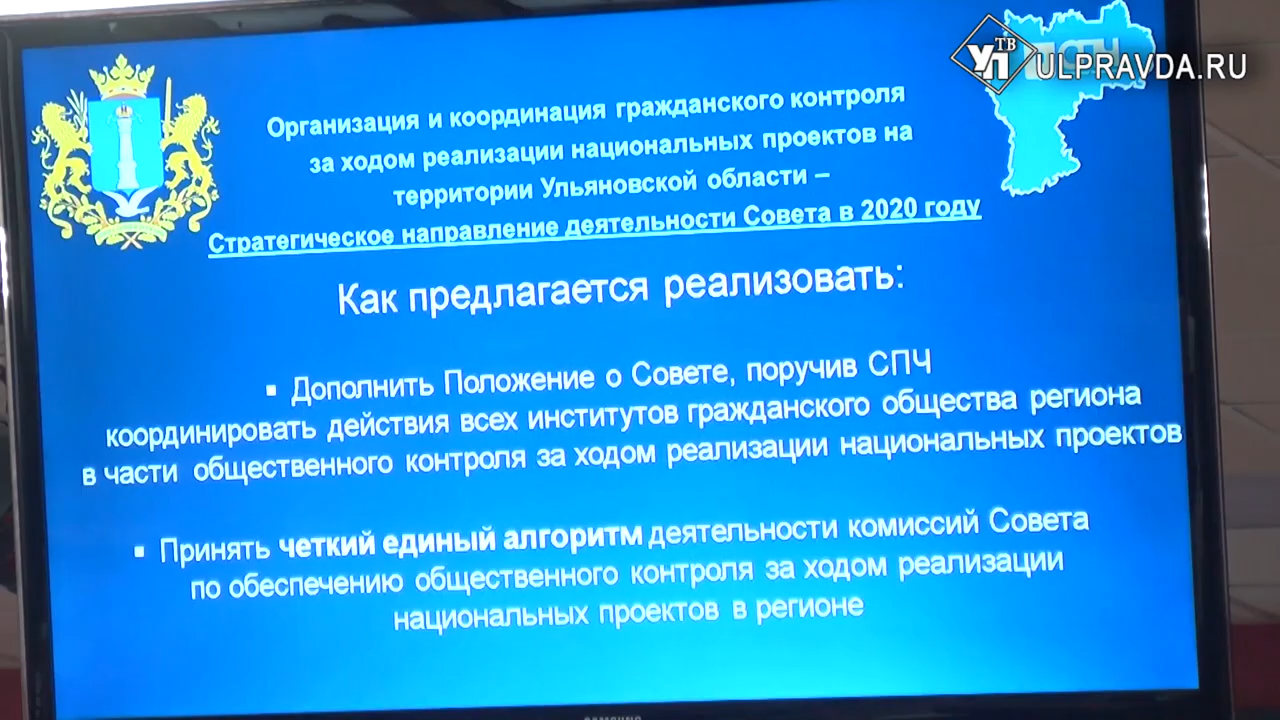 ТВ
УП
ULPRAVDA.RU
Организация и координация гражданского контроля
за ходом реализации национальных проектов на
территории Ульяновской области –
Стратегическое направление деятельности Совета в 2020 году
Как предлагается реализовать:
▪ Дополнить Положение о Совете, поручив СПЧ
координировать действия всех институтов гражданского общества региона
в части общественного контроля за ходом реализации национальных проектов
▪ Принять четкий единый алгоритм деятельности комиссий Совета
по обеспечению общественного контроля за ходом реализации
национальных проектов в регионе
SAMSUNG